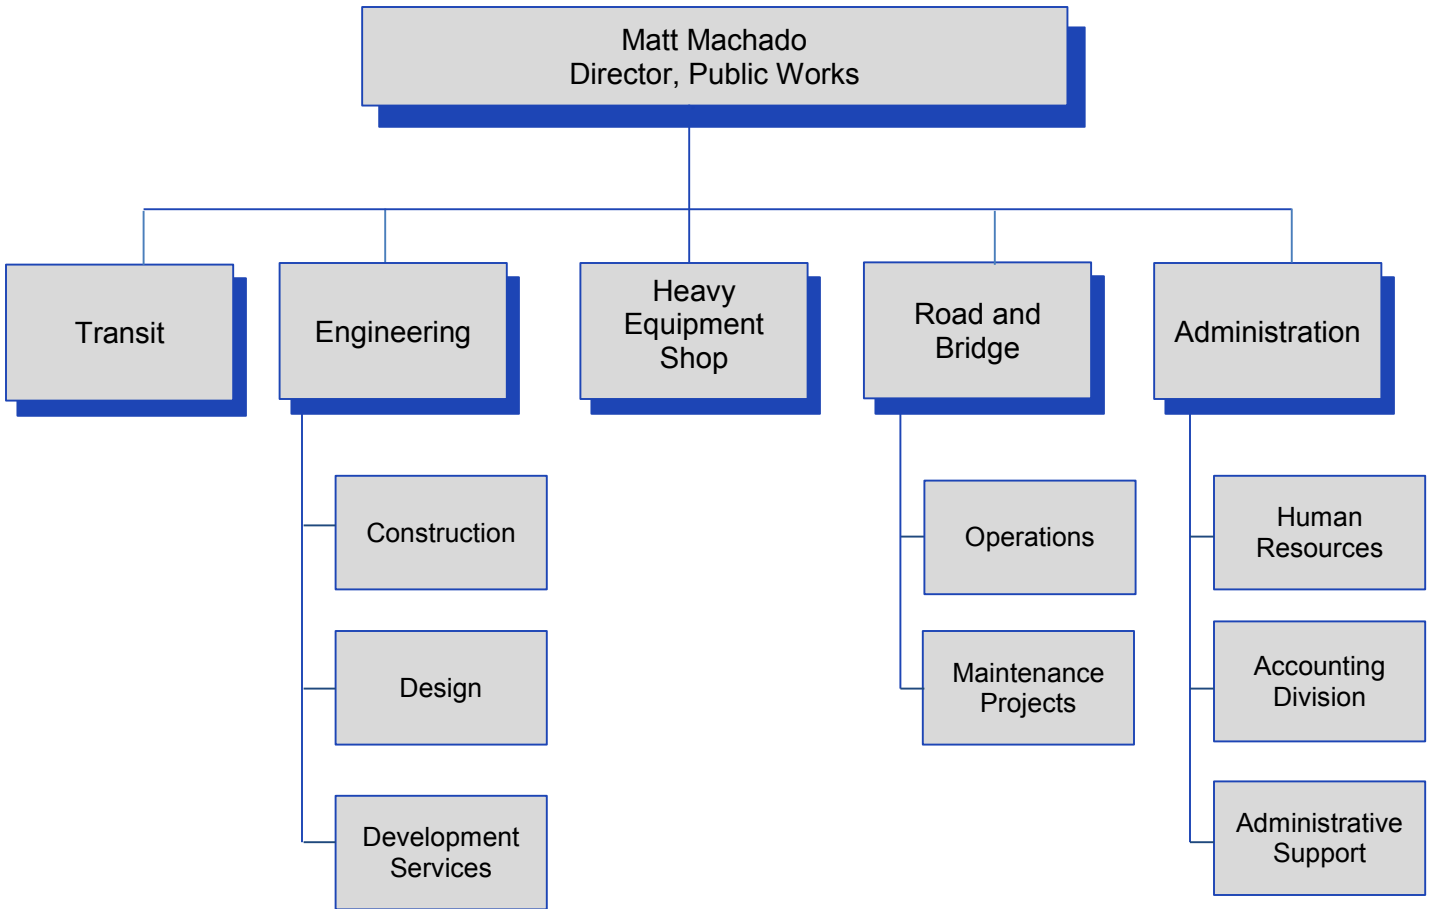 Matt Machado
Director, Public Works
Transit
Engineering
Heavy
Equipment
Shop
Road and
Bridge
Administration
Construction
Design
Development
Services
Operations
Maintenance
Projects
Human
Resources
Accounting
Division
Administrative
Support